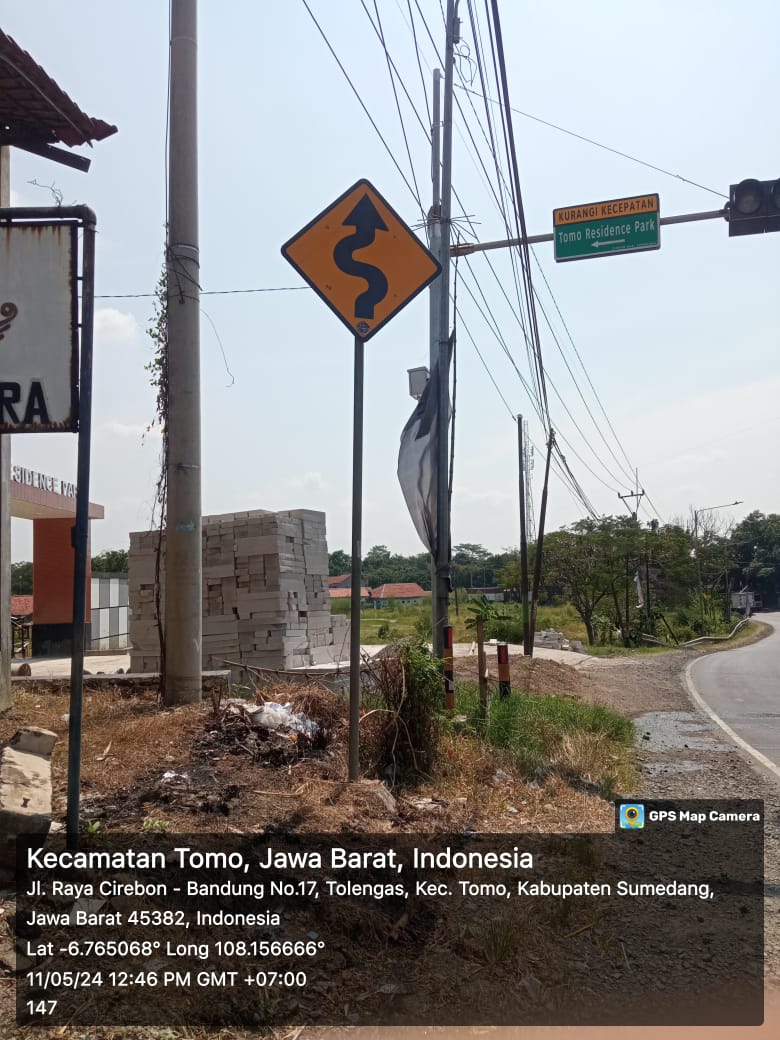 KURANGI KECEPATAN
Tomo Residence Park
RA
SIDENCE PA
GPS Map Camera
Kecamatan Tomo, Jawa Barat, Indonesia
Jl. Raya Cirebon - Bandung No.17, Tolengas, Kec. Tomo, Kabupaten Sumedang,
Jawa Barat 45382, Indonesia
Lat -6.765068° Long 108.156666°
11/05/24 12:46 PM GMT +07:00
147